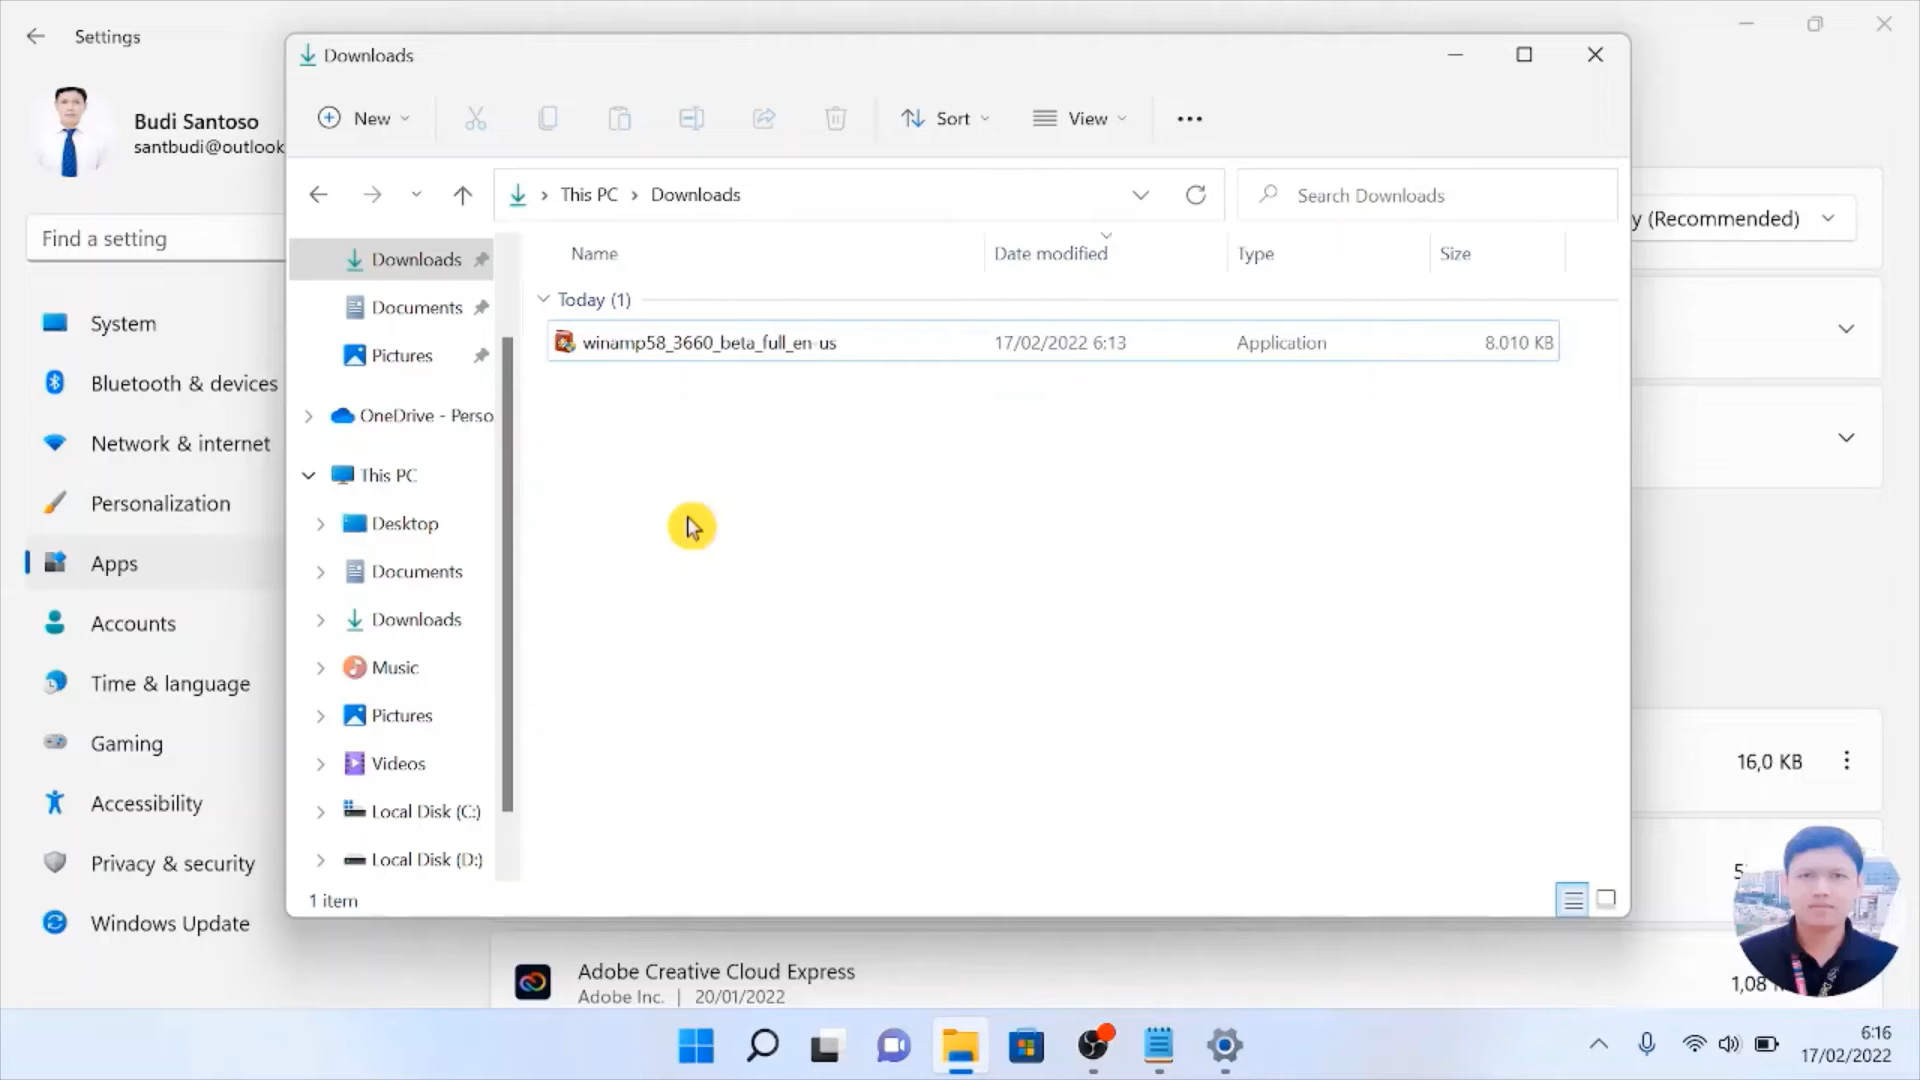 Settings
Budi Santoso
santbudi@outlook
Find a setting
System
Bluetooth & devices
Network & internet
Personalization
Apps
Accounts
Time & language
Gaming
Accessibility
Privacy & security
Windows Update
Downloads
New
Sort
View
This PC
Downloads
Search Downloads
Downloads
Documents
Pictures
OneDrive - Perso
This PC
Desktop
Documents
Downloads
Music
Pictures
Videos
Local Disk (C:)
Local Disk (D:)
Name
Date modified
Type
Size
Today (1)
winamp58_3660_beta_full_en-us
17/02/2022 6:13
Application
8.010 KB
1 item
y (Recommended)
16,0 KB
Adobe Creative Cloud Express
Adobe Inc. | 20/01/2022
1,08
6:16
17/02/2022